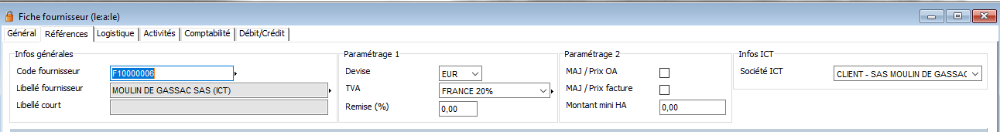 Fiche fournisseur (le:a:le)
Général Références Logistique Activités Comptabilité Débit/Crédit
Infos générales
Code fournisseur F10000006
Libellé fournisseur MOULIN DE GASSAC SAS (ICT)
Libellé court
Paramétrage 1
Devise EUR
TVA FRANCE 20%
Remise (%) 0,00
Paramétrage 2
MAJ / Prix OA
MAJ / Prix facture
Montant mini HA 0,00
Infos ICT
Société ICT CLIENT - SAS MOULIN DE GASSAC